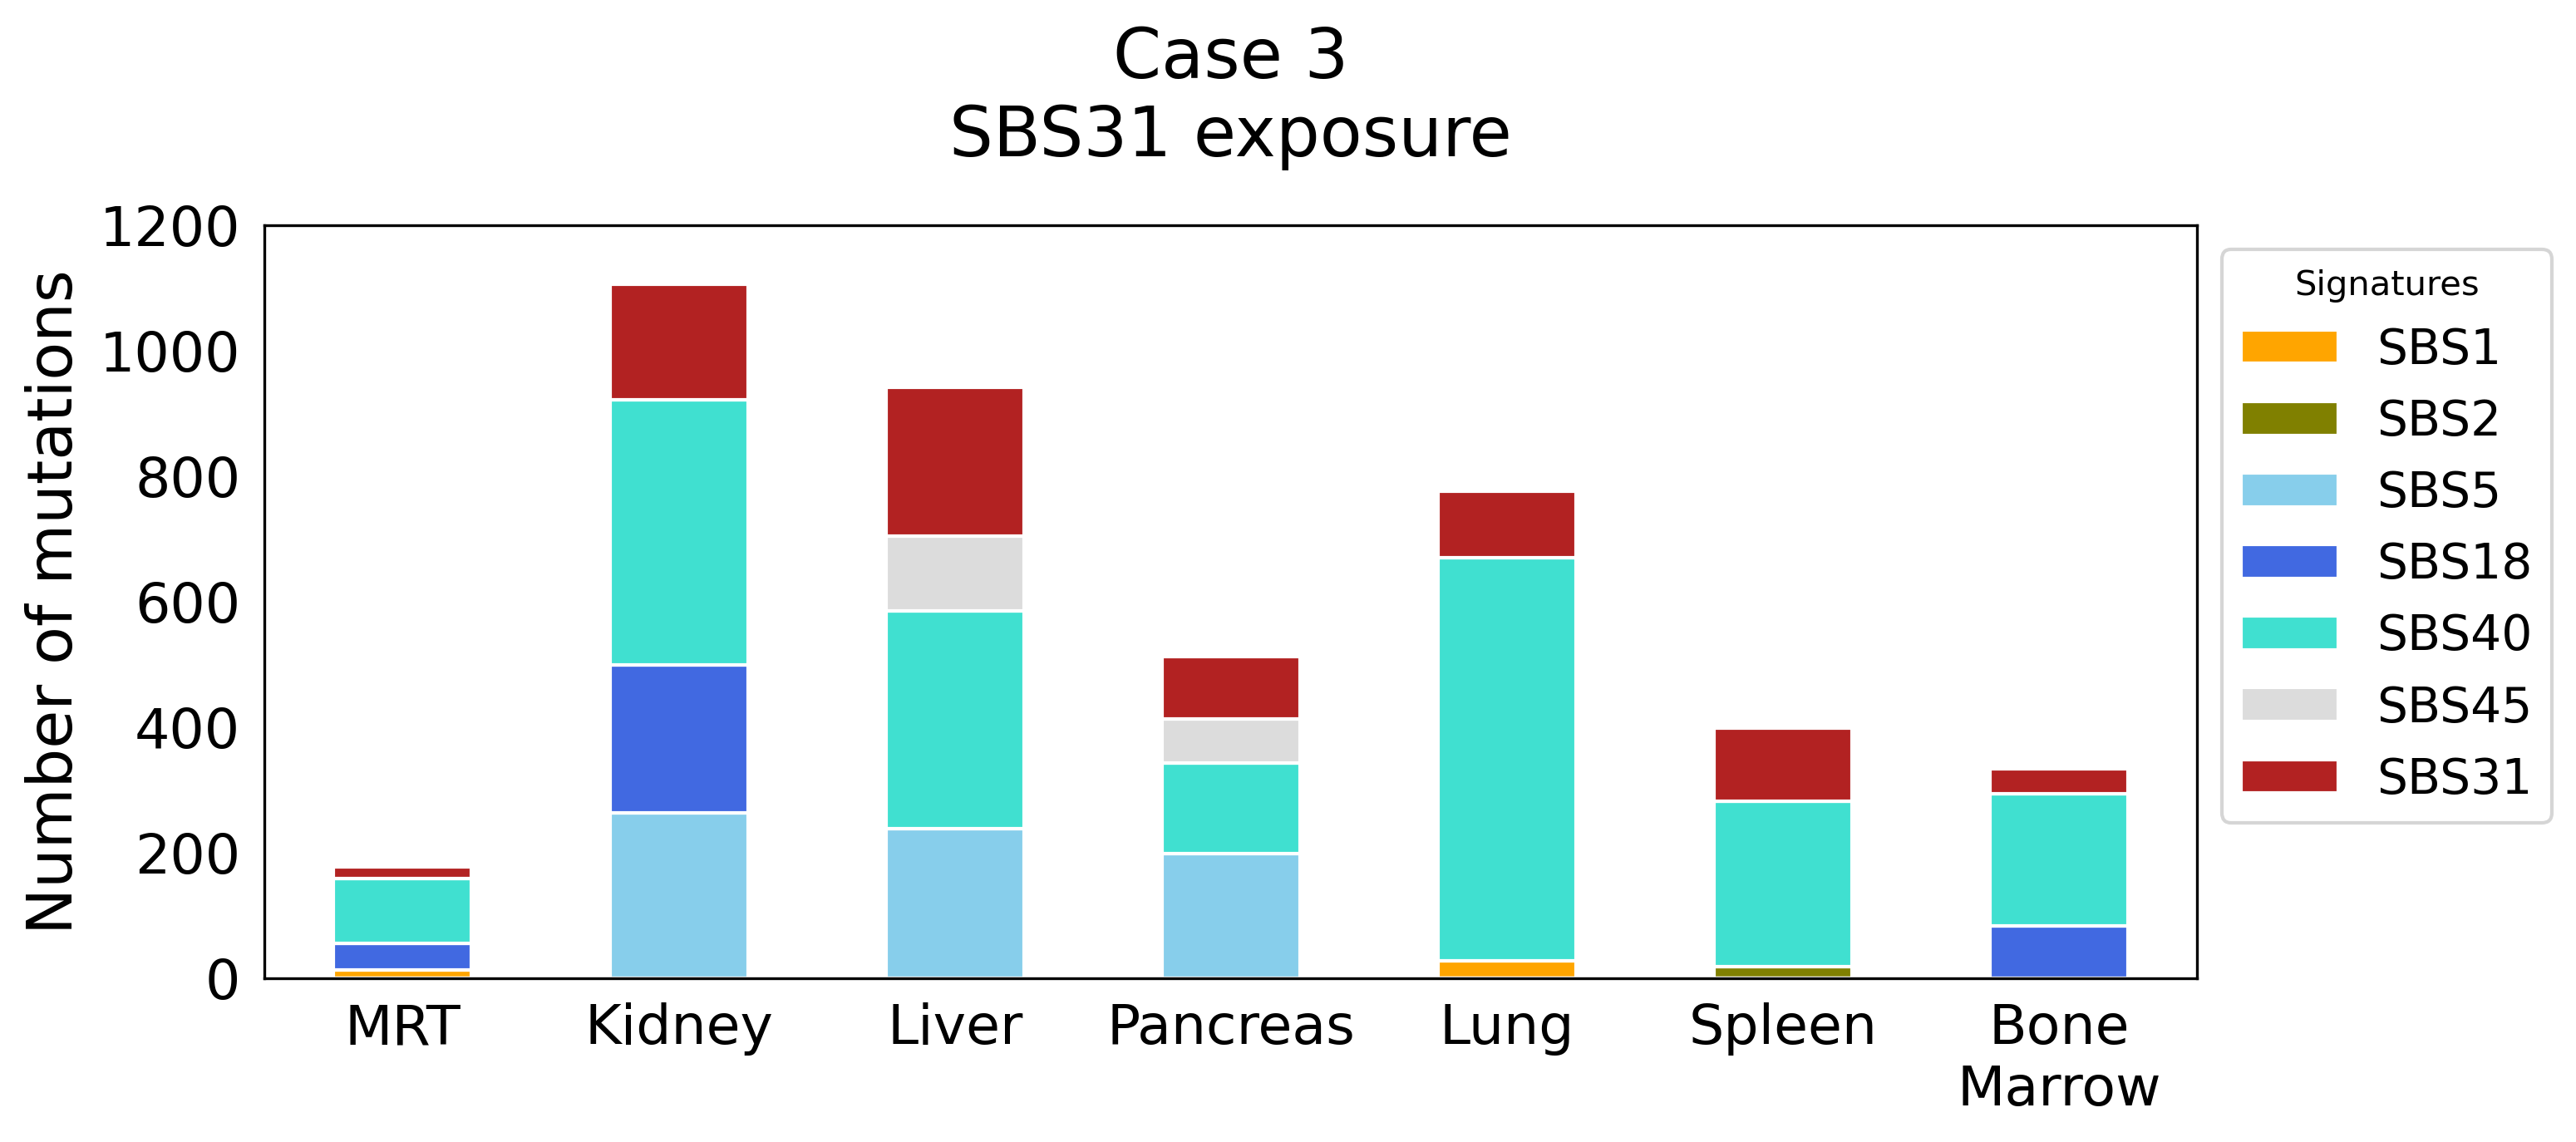 Case 3
SBS31 exposure
Number of mutations
1200
1000
800
600
400
200
0
MRT
Kidney
Liver
Pancreas
Lung
Spleen
Bone
Marrow
Signatures
SBS1
SBS2
SBS5
SBS18
SBS40
SBS45
SBS31